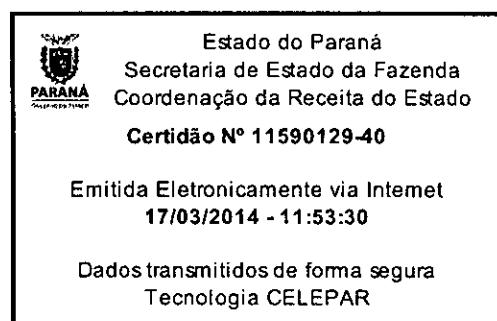 PARANÁ
Estado do Paraná
Secretaria de Estado da Fazenda
Coordenação da Receita do Estado
Certidão Nº 11590129-40
Emitida Eletronicamente via Internet
17/03/2014 - 11:53:30
Dados transmitidos de forma segura
Tecnologia CELEPAR